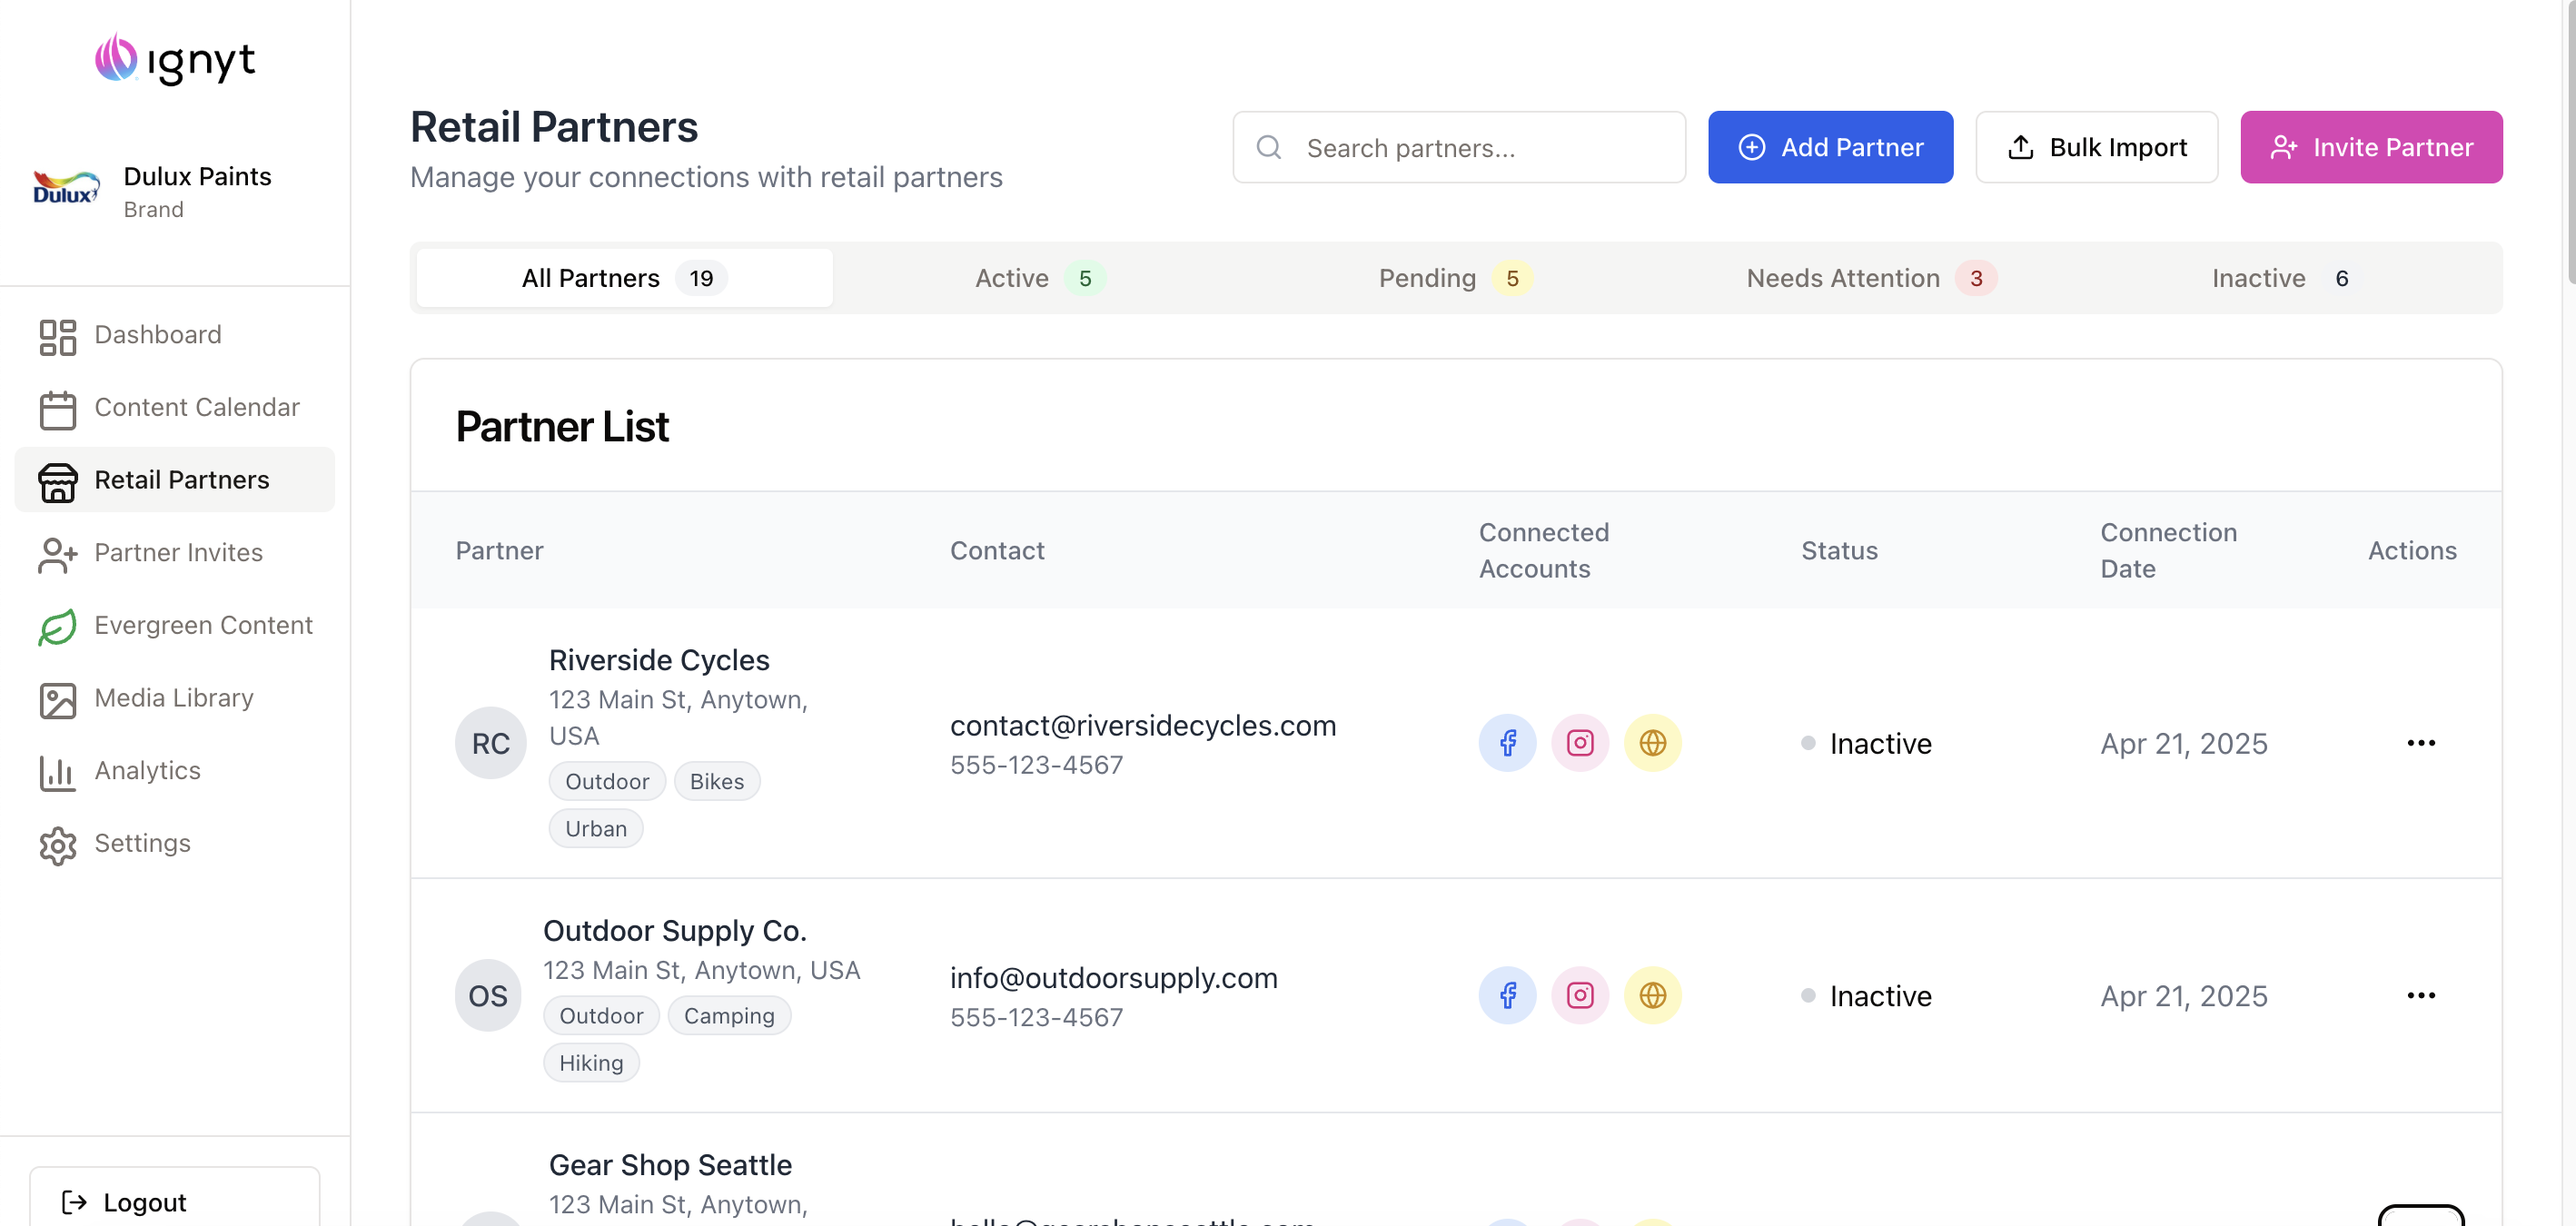 ignyt
Dulux
Dulux Paints
Brand
Dashboard
Content Calendar
Retail Partners
Partner Invites
Evergreen Content
Media Library
Analytics
Settings
Logout
Retail Partners
Manage your connections with retail partners
Search partners...
Add Partner
Bulk Import
Invite Partner
All Partners 19
Active 5
Pending 5
Needs Attention 3
Inactive 6
Partner List
Partner
Contact
Connected
Accounts
Status
Connection
Date
Actions
RC
Riverside Cycles
123 Main St, Anytown,
USA
Outdoor Bikes
Urban
contact@riversidecycles.com
555-123-4567
Inactive
Apr 21, 2025
OS
Outdoor Supply Co.
123 Main St, Anytown, USA
Outdoor Camping
Hiking
info@outdoorsupply.com
555-123-4567
Inactive
Apr 21, 2025
Gear Shop Seattle
123 Main St, Anytown,